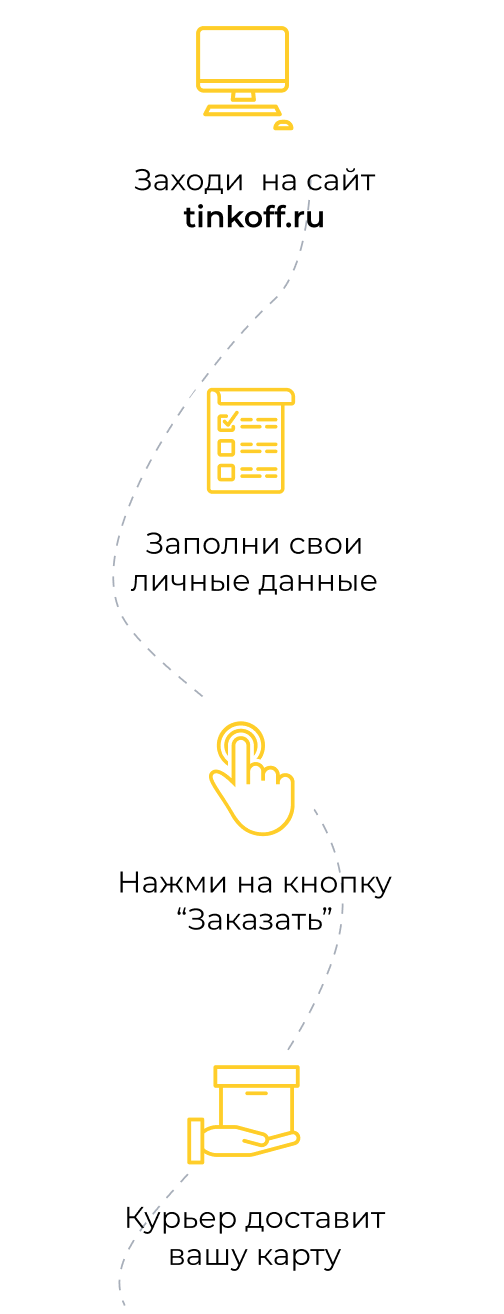 Заходи на сайт
tinkoff.ru
Заполни свои
личные данные
Нажми на кнопку
“Заказать”
Курьер доставит
вашу карту